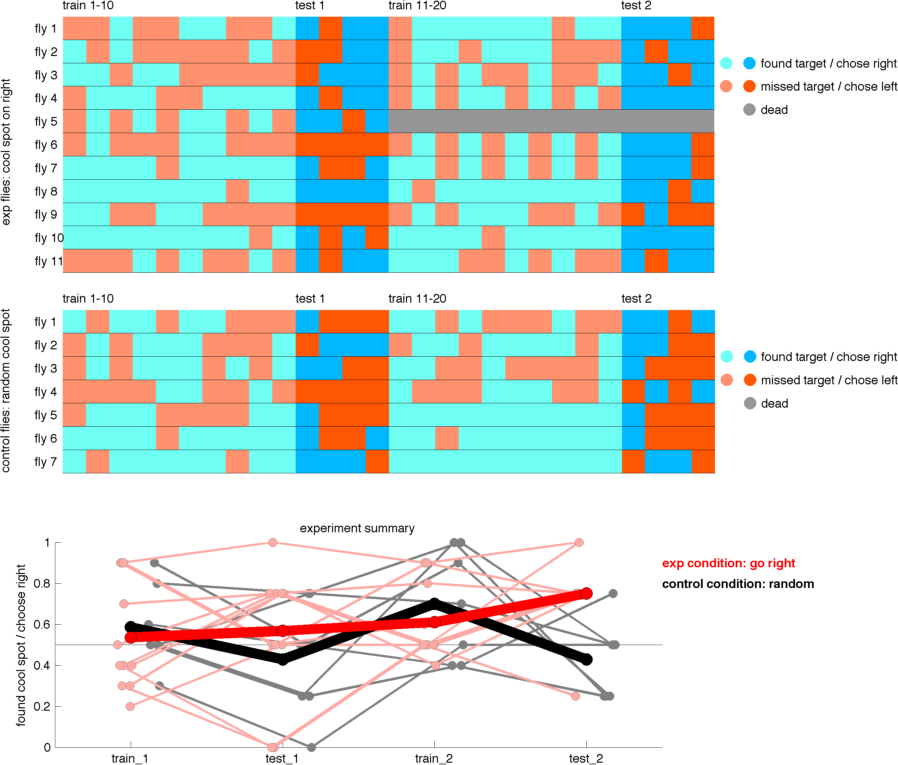 train 1-10 test 1 train 11-20 test 2
exp flies: cool spot on right
fly 1
fly 2
fly 3
fly 4
fly 5
fly 6
fly 7
fly 8
fly 9
fly 10
fly 11
found target / chose right
missed target / chose left
dead
train 1-10 test 1 train 11-20 test 2
control flies: random cool spot
fly 1
fly 2
fly 3
fly 4
fly 5
fly 6
fly 7
found target / chose right
missed target / chose left
dead
experiment summary
found cool spot / choose right
1
0.8
0.6
0.4
0.2
0
train_1 test_1 train_2 test_2
exp condition: go right
control condition: random